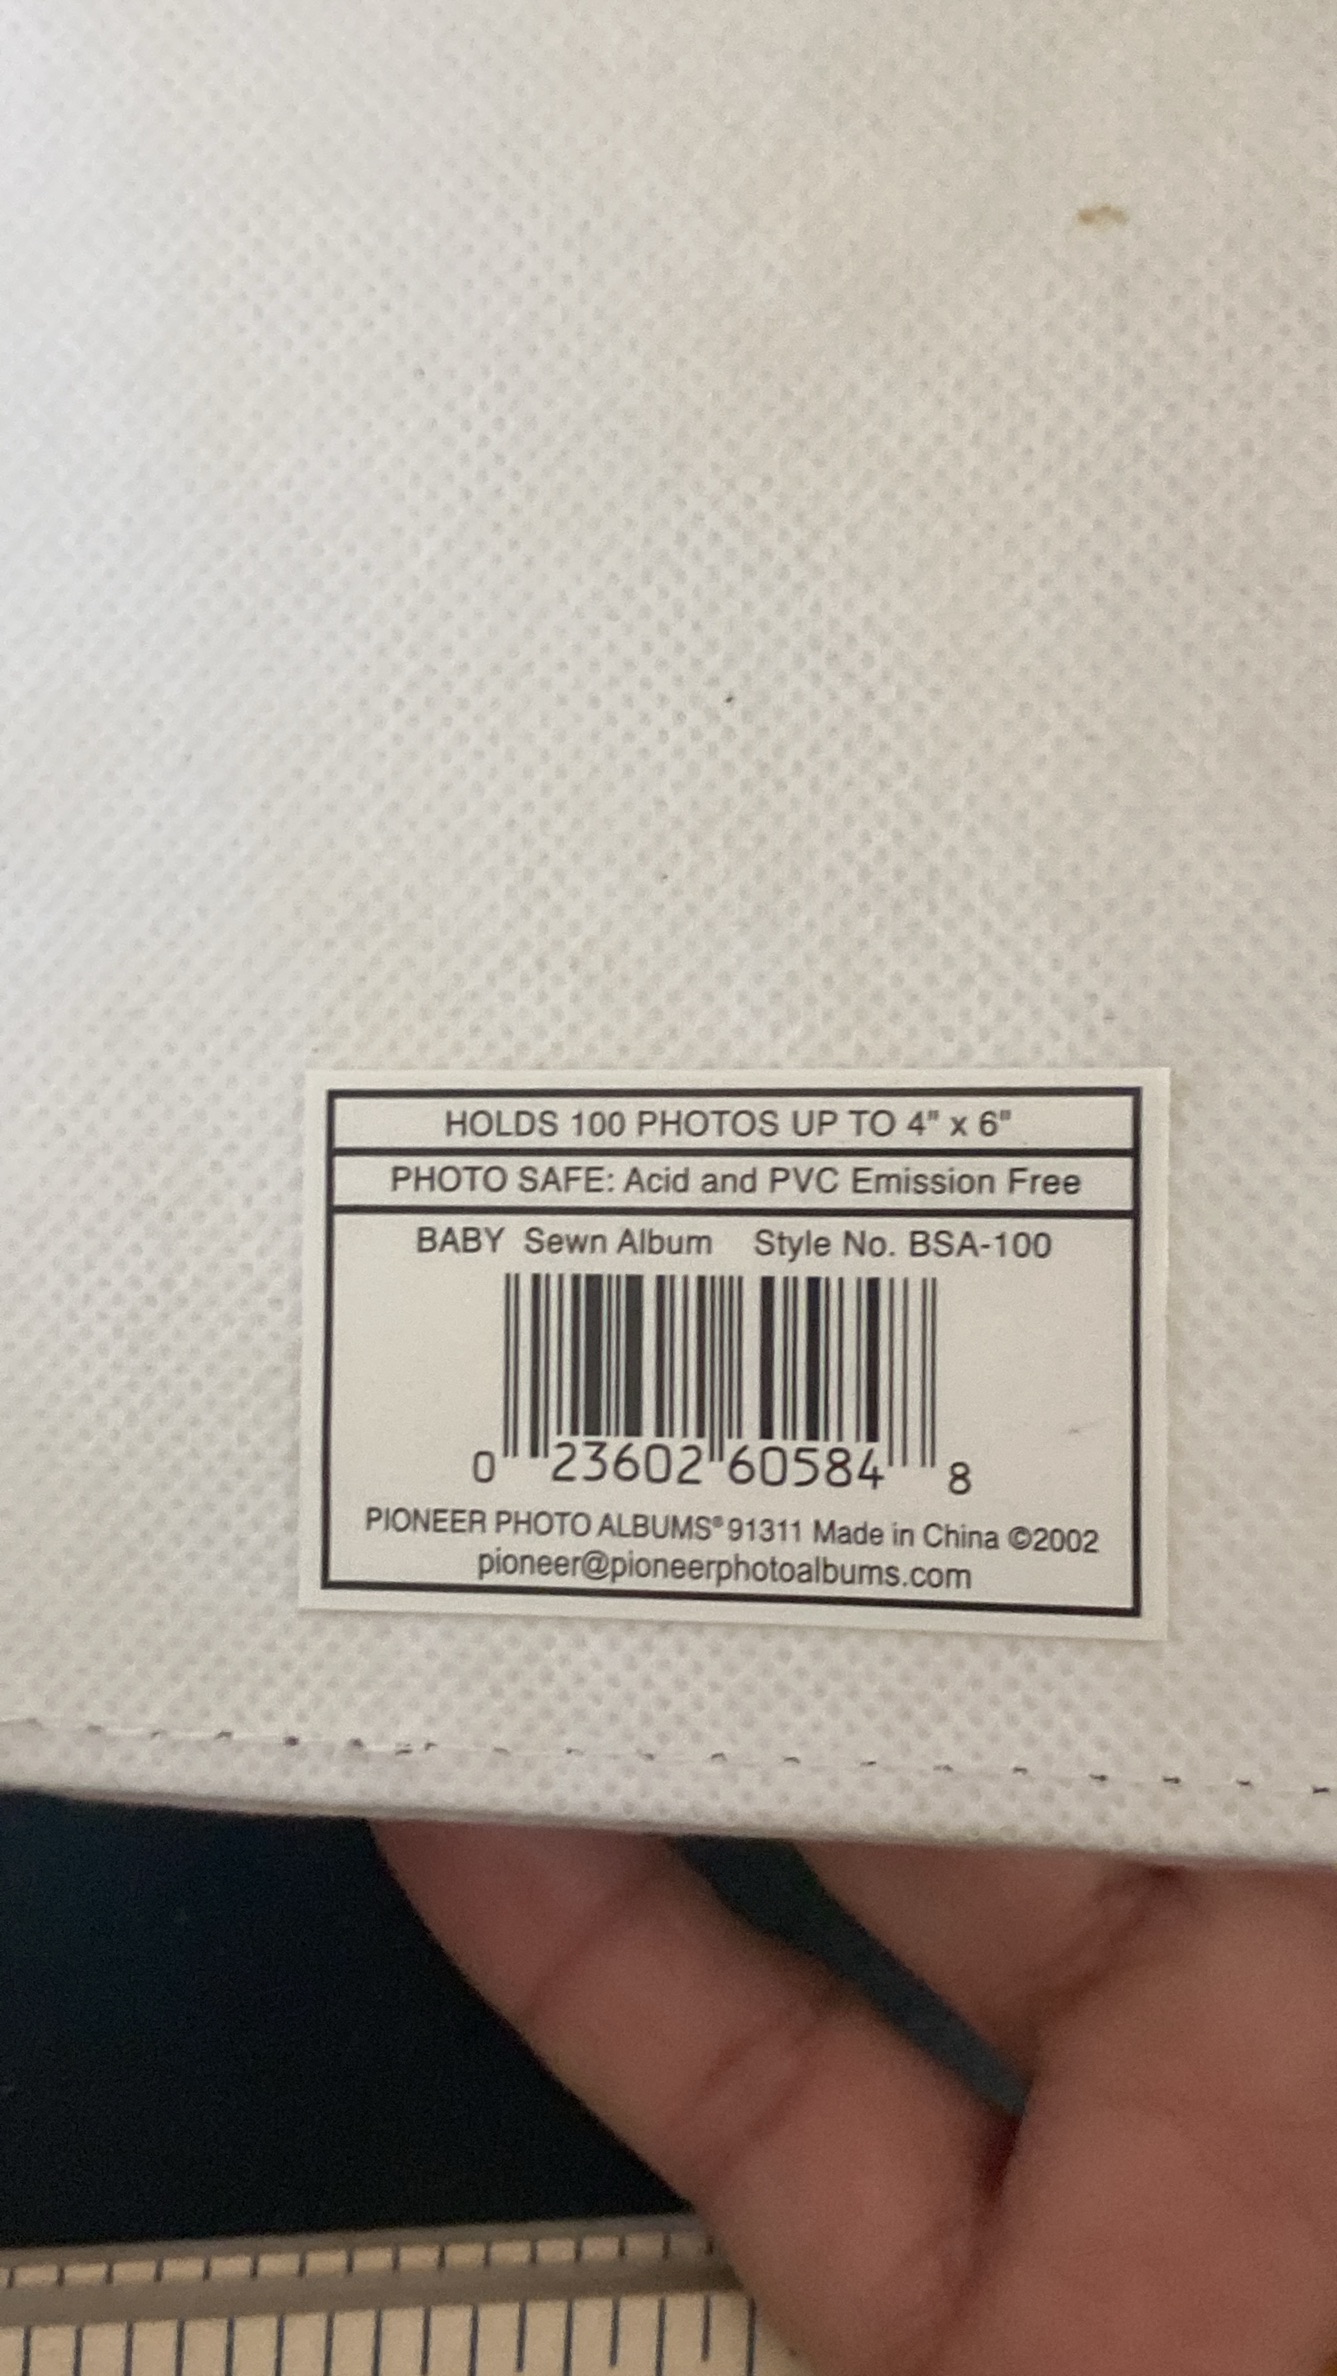 HOLDS 100 PHOTOS UP TO 4" x 6"
PHOTO SAFE: Acid and PVC Emission Free
BABY Sewn Album Style No. BSA-100
0 23602 60584 8
PIONEER PHOTO ALBUMS® 91311 Made in China ©2002
pioneer@pioneerphotoalbums.com